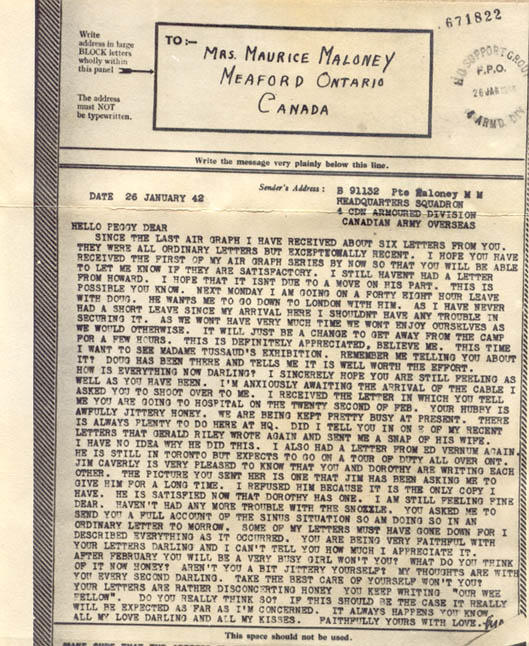 .671822
Write
address in large
BLOCK letters
wholly within
this panel
The address
must NOT
be typewritten.
TO:-
MRS. MAURICE MALONEY
MEAFORD ONTARIO
CANADA
SUPPORT GROUP
F.P.O.
26 JAN
ARMD. DIV
Write the message very plainly below this line.
Sender's Address: B 91132 Pte Maloney M M
HEADQUARTERS SQUADRON
4 CDN ARMOURED DIVISION
CANADIAN ARMY OVERSEAS
DATE 26 JANUARY 42
HELLO PEGGY DEAR
SINCE THE LAST AIR GRAPH I HAVE RECEIVED ABOUT SIX LETTERS FROM YOU.
THEY WERE ALL ORDINARY LETTERS BUT EXCEPTIONALLY RECENT. I HOPE YOU HAVE
RECEIVED THE FIRST OF MY AIR GRAPH SERIES BY NOW SO THAT YOU WILL BE ABLE
TO LET ME KNOW IF THEY ARE SATISFACTORY. I STILL HAVENT HAD A LETTER
FROM HOWARD. I HOPE THAT IT ISNT DUE TO A MOVE ON HIS PART. THIS IS
POSSIBLE YOU KNOW. NEXT MONDAY I AM GOING ON A FORTY EIGHT HOUR LEAVE
WITH DOUG. HE WANTS ME TO GO DOWN TO LONDON WITH HIM. AS I HAVE NEVER
HAD A SHORT LEAVE SINCE MY ARRIVAL HERE I SHOULDNT HAVE ANY TROUBLE IN
SECURING IT. AS WE WONT HAVE VERY MUCH TIME WE WONT ENJOY OURSELVES AS
WE WOULD OTHERWISE. IT WILL JUST BE A CHANGE TO GET AWAY FROM THE CAMP
FOR A FEW HOURS. THIS IS DEFINITELY APPRECIATED, BELIEVE ME. THIS TIME
I WANT TO SEE MADAME TUSSAUD'S EXHIBITION. REMEMBER ME TELLING YOU ABOUT
IT? DOUG HAS BEEN THERE AND TELLS ME IT IS WELL WORTH THE EFFORT.
HOW IS EVERYTHING NOW DARLING? I SINCERELY HOPE YOU ARE STILL FEELING AS
WELL AS YOU HAVE BEEN. I'M ANXIOUSLY AWAITING THE ARRIVAL OF THE CABLE I
ASKED YOU TO SHOOT OVER TO ME. I RECEIVED THE LETTER IN WHICH YOU TELL
ME YOU ARE GOING TO HOSPITAL ON THE TWENTY SECOND OF FEB. YOUR HUBBY IS
AWFULLY JITTERY HONEY. WE ARE BEING KEPT PRETTY BUSY AT PRESENT. THERE
IS ALWAYS PLENTY TO DO HERE AT HQ. DID I TELL YOU IN ON E OF MY RECENT
LETTERS THAT GERALD RILEY WROTE AGAIN AND SENT ME A SNAP OF HIS WIFE.
I HAVE NO IDEA WHY HE DID THIS. I ALSO HAD A LETTER FROM ED VERNUM AGAIN.
HE IS STILL IN TORONTO BUT EXPECTS TO GO ON A TOUR OF DUTY ALL OVER ONT.
JIM CAVERLY IS VERY PLEASED TO KNOW THAT YOU AND DOROTHY ARE WRITING EACH
OTHER. THE PICTURE YOU SENT HER IS ONE THAT JIM HAS BEEN ASKING ME TO
GIVE HIM FOR A LONG TIME. I REFUSED HIM BECAUSE IT IS THE ONLY COPY I
HAVE. HE IS SATISFIED NOW THAT DOROTHY HAS ONE. I AM STILL FEELING FINE
DEAR. HAVEN'T HAD ANY MORE TROUBLE WITH THE SNOZZLE. YOU ASKED ME TO
SEND YOU A FULL ACCOUNT OF THE SINUS SITUATION SO AM DOING SO IN AN
ORDINARY LETTER TO MORROW. SOME OF MY LETTERS MUST HAVE GONE DOWN FOR I
DESCRIBED EVERYTHING AS IT OCCURRED. YOU ARE BEING VERY FAITHFUL WITH
YOUR LETTERS DARLING AND I CAN'T TELL YOU HOW MUCH I APPRECIATE IT.
AFTER FEBRUARY YOU WILL BE A VERY BUSY GIRL WON'T YOU? WHAT DO YOU THINK
OF IT NOW HONEY? AREN'T YOU A BIT JITTERY YOURSELF? MY THOUGHTS ARE WITH
YOU EVERY SECOND DARLING. TAKE THE BEST CARE OF YOURSELF WON'T YOU?
YOUR LETTERS ARE RATHER DISCONCERTING HONEY YOU KEEP WRITING "OUR WEE
FELLOW". DO YOU REALLY THINK SO? IF THIS SHOULD BE THE CASE IT REALLY
WILL BE EXPECTED AS FAR AS I'M CONCERNED. IT ALWAYS HAPPENS YOU KNOW.
ALL MY LOVE DARLING AND ALL MY KISSES. FAITHFULLY YOURS WITH LOVE.
This space should not be used.